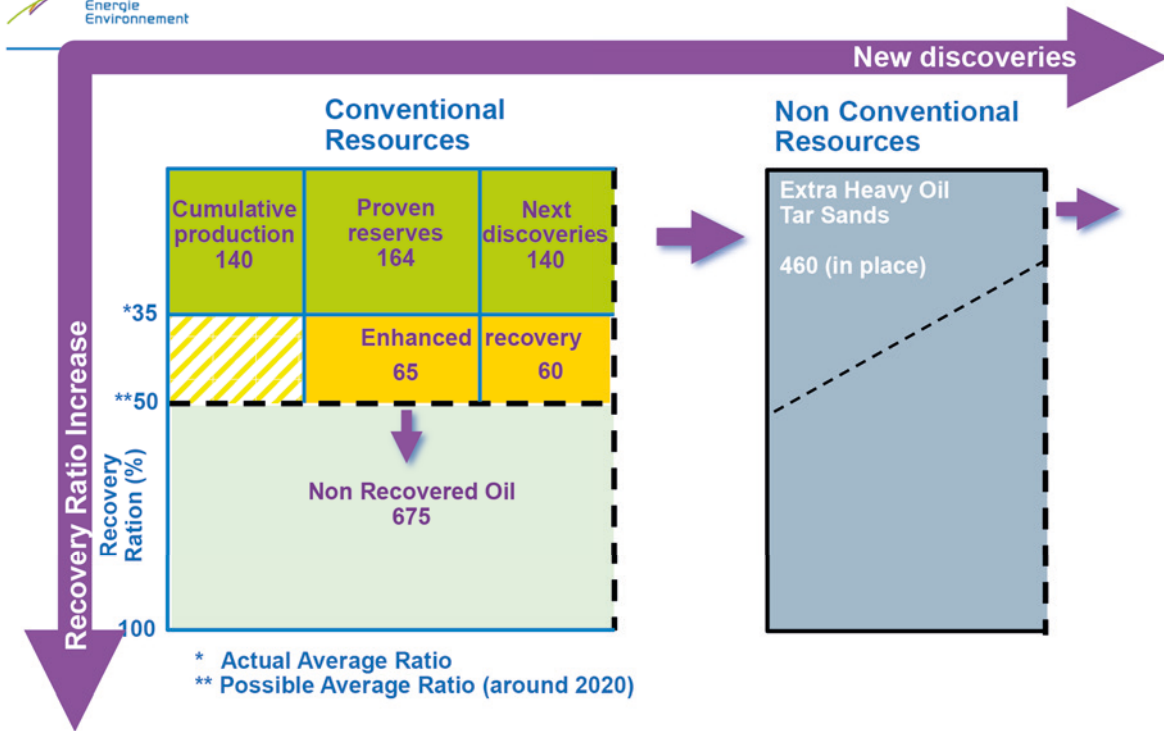 Energie
Environnement
New discoveries
Conventional
Resources
Non Conventional
Resources
Cumulative
production
140
Proven
reserves
164
Next
discoveries
140
Extra Heavy Oil
Tar Sands
460 (in place)
*35
Enhanced recovery
65
60
**50
Non Recovered Oil
675
100
Recovery Ratio Increase
Recovery
Ration (%)
* Actual Average Ratio
** Possible Average Ratio (around 2020)